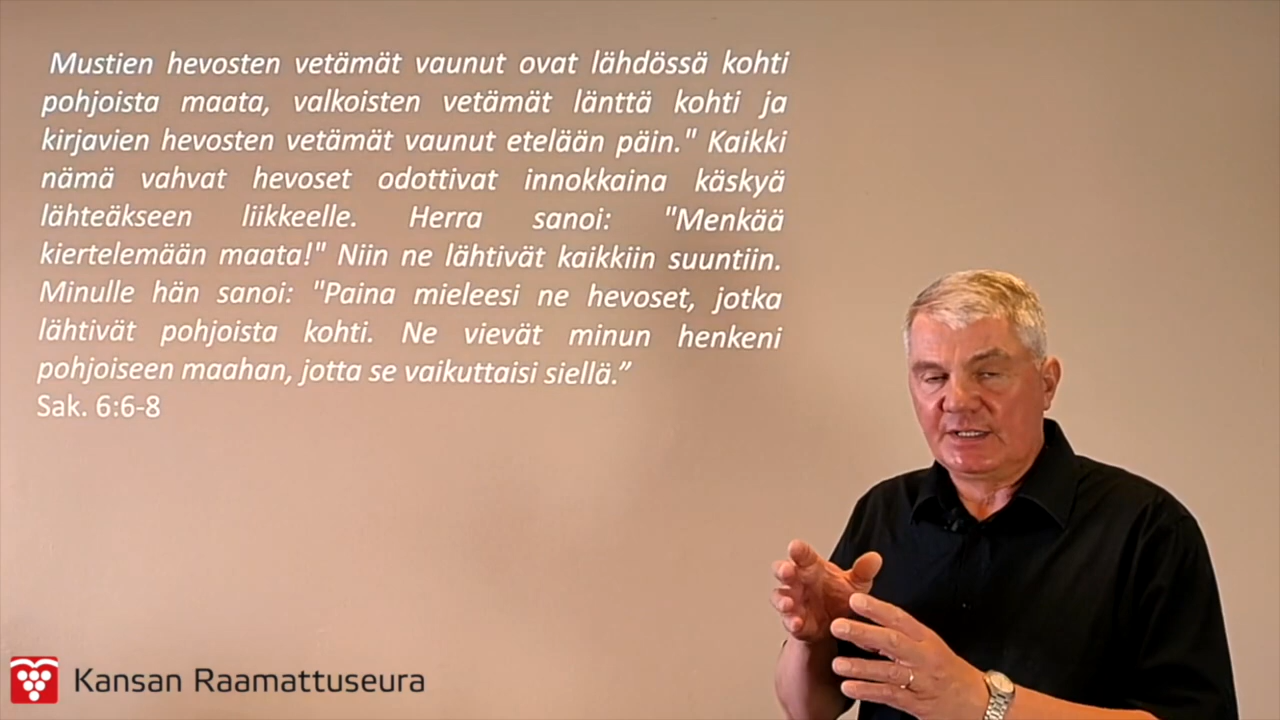 Mustien hevosten vetämät vaunut ovat lähdössä kohti
pohjoista maata, valkoisten vetämät länttä kohti ja
kirjavien hevosten vetämät vaunut etelään päin." Kaikki
nämä vahvat hevoset odottivat innokkaina käskyä
lähteäkseen liikkeelle. Herra sanoi: "Menkää
kiertelemään maata!" Niin ne lähtivät kaikkiin suuntiin.
Minulle hän sanoi: "Paina mieleesi ne hevoset, jotka
lähtivät pohjoista kohti. Ne vievät minun henkeni
pohjoiseen maahan, jotta se vaikuttaisi siellä.”
Sak. 6:6-8
Kansan Raamattuseura